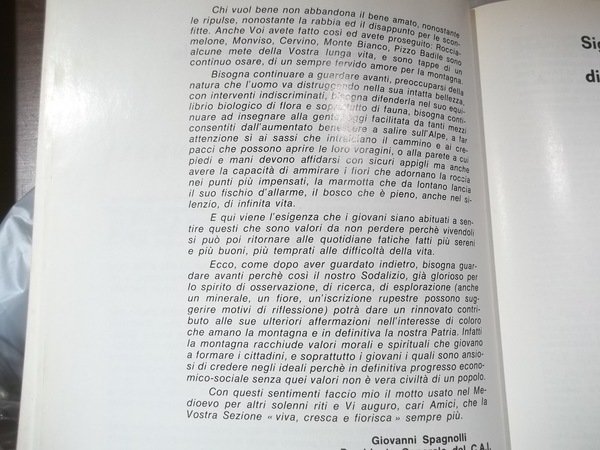 Chi vuol bene non abbandona il bene amato, nonostante
le ripulse, nonostante la rabbia ed il disappunto per le scon-
fitte. Anche Voi avete fatto così ed avete proseguito: Roccia-
melone, Monviso, Cervino, Monte Bianco, Pizzo Badile sono
alcune mete della Vostra lunga vita, e sono tappe di un
continuo osare, di un sempre fervido amore per la montagna.
Bisogna continuare a guardare avanti, preoccuparsi della
natura che l'uomo va distruggendo nella sua intatta bellezza,
con interventi indiscriminati, bisogna difenderla nel suo equi-
librio biologico di flora e soprattutto di fauna, bisogna conti-
nuare ad insegnare alla gente, oggi facilitata da tanti mezzi
consentiti dall'aumentato benessere a salire sull'Alpe, a far
attenzione si ai sassi che intralciano il cammino e ai cre-
pacci che possono aprire le loro voragini, o alla parete a cui
piedi e mani devono affidarsi con sicuri appigli ma anche
avere la capacità di ammirare i fiori che adornano la roccia
nei punti più impensati, la marmotta che da lontano lancia
il suo fischio d'allarme, il bosco che è pieno, anche nel si-
lenzio, di infinita vita.
E qui viene l'esigenza che i giovani siano abituati a sen-
tire questi che sono valori da non perdere perchè vivendoli
si può poi ritornare alle quotidiane fatiche fatti più sereni
e più buoni, più temprati alle difficoltà della vita.
Ecco, come dopo aver guardato indietro, bisogna guar-
dare avanti perchè così il nostro Sodalizio, già glorioso per
lo spirito di osservazione, di ricerca, di esplorazione (anche
un minerale, un fiore, un'iscrizione rupestre possono sug-
gerire motivi di riflessione) potrà dare un rinnovato contri-
buto alle sue ulteriori affermazioni nell'interesse di coloro
che amano la montagna e in definitiva la nostra Patria. Infatti
la montagna racchiude valori morali e spirituali che giovano
a formare i cittadini, e soprattutto i giovani i quali sono ansio-
si di credere negli ideali perchè in definitiva progresso econo-
mico-sociale senza quei valori non è vera civiltà di un popolo.
Con questi sentimenti faccio mio il motto usato nel Me-
dioevo per altri solenni riti e Vi auguro, cari Amici, che la
Vostra Sezione « viva, cresca e fiorisca » sempre più.
Giovanni Spagnolli
Presidente Generale del C.A.I.
Sig
di